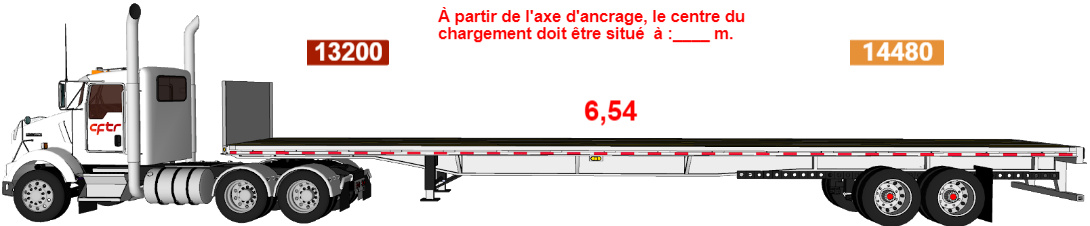 À partir de l'axe d'ancrage, le centre du
chargement doit être situé à :____ m.
13200
14480
6,54
cftr